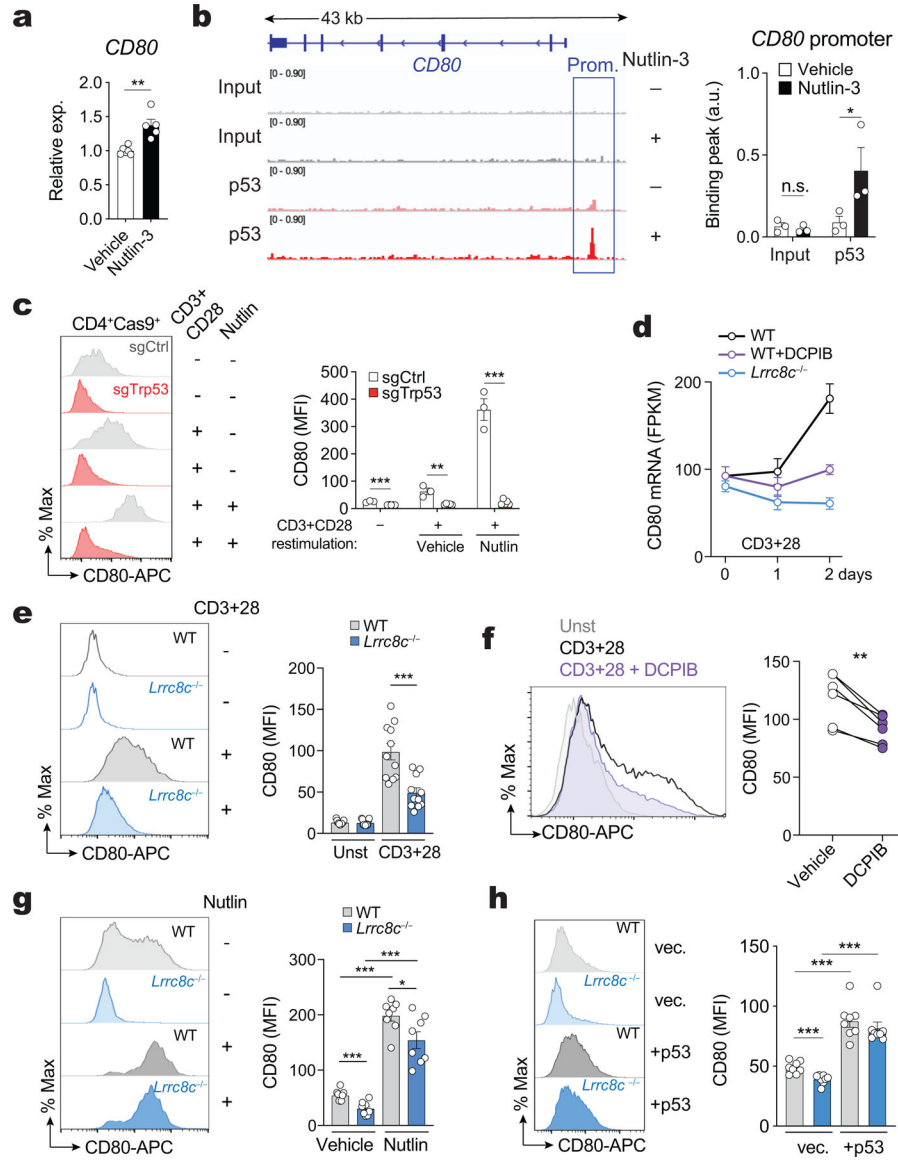 a
CD80
**
Relative exp.
2.0
1.5
1.0
0.5
0.0
Vehicle
Nutlin-3
b
43 kb
CD80
Prom.
Nutlin-3
Input
[0 - 0.90]
−
Input
[0 - 0.90]
+
p53
[0 - 0.90]
−
p53
[0 - 0.90]
+
CD80 promoter
Vehicle
Nutlin-3
Binding peak (a.u.)
1.0
0.5
0.0
n.s.
*
Input
p53
c
CD4+Cas9+
CD3+
CD28
Nutlin
sgCtrl
- -
sgTrp53
- -
+ -
+ -
+ +
+ +
% Max
CD80-APC
sgCtrl
sgTrp53
CD80 (MFI)
500
400
300
200
100
0
***
**
***
CD3+CD28
restimulation:
− + +
Vehicle
Nutlin
d
WT
WT+DCPIB
Lrrc8c–/–
CD80 mRNA (FPKM)
200
100
0
CD3+28
0 1 2 days
e
CD3+28
WT
-
Lrrc8c–/–
-
WT
+
Lrrc8c–/–
+
% Max
CD80-APC
WT
Lrrc8c–/–
CD80 (MFI)
200
150
100
50
0
***
Unst
CD3+28
f
Unst
CD3+28
CD3+28 + DCPIB
% Max
CD80-APC
**
CD80 (MFI)
150
100
50
0
Vehicle
DCPIB
g
Nutlin
WT
-
Lrrc8c–/–
-
WT
+
Lrrc8c–/–
+
% Max
CD80-APC
WT
Lrrc8c–/–
CD80 (MFI)
300
200
100
0
***
***
*
***
Vehicle
Nutlin
h
WT
vec.
Lrrc8c–/–
vec.
WT
+p53
Lrrc8c–/–
+p53
% Max
CD80-APC
CD80 (MFI)
150
100
50
0
***
***
***
vec.
+p53